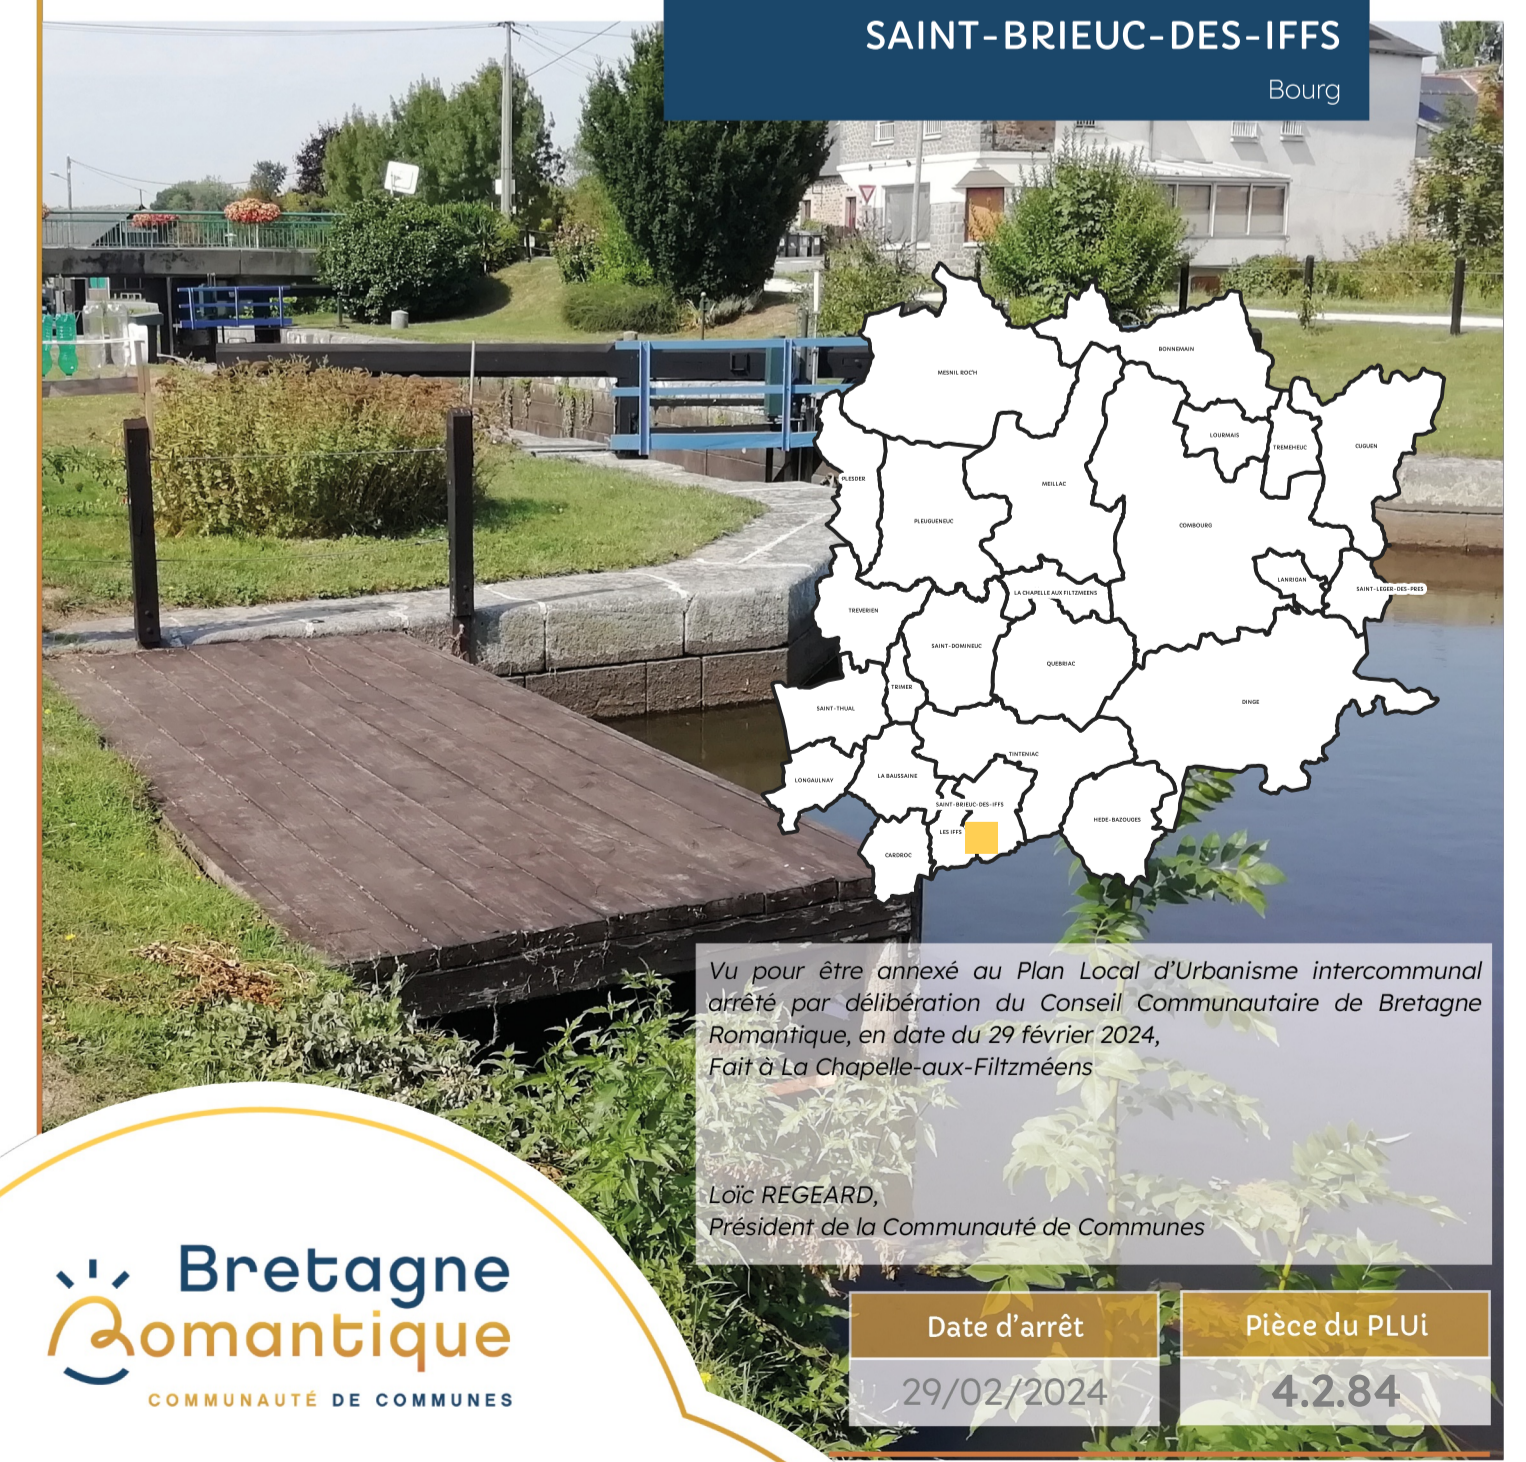 SAINT-BRIEUC-DES-IFFS
Bourg
BONNEMAIN
MESNIL ROC'H
LOURMAIS
TREMEHEUC
CUGUEN
PLESDER
MEILLAC
PLEUGUENEUC
COMBOURG
LANRIGAN
SAINT-LEGER-DES-PRES
LA CHAPELLE AUX FILTZMEENS
TREVERIEN
SAINT-DOMINEUC
QUEBRIAC
TRIMER
DINGE
SAINT-THUAL
TINTENIAC
LONGAULNAY
LA BAUSSAINE
SAINT-BRIEUC-DES-IFFS
HEDE-BAZOUGES
LES IFFS
CARDROC
Vu pour être annexé au Plan Local d'Urbanisme intercommunal
arrêté par délibération du Conseil Communautaire de Bretagne
Romantique, en date du 29 février 2024,
Fait à La Chapelle-aux-Filtzméens
Loïc REGEARD,
Président de la Communauté de Communes
Bretagne
Romantique
COMMUNAUTÉ DE COMMUNES
Date d'arrêt
29/02/2024
Pièce du PLUi
4.2.84